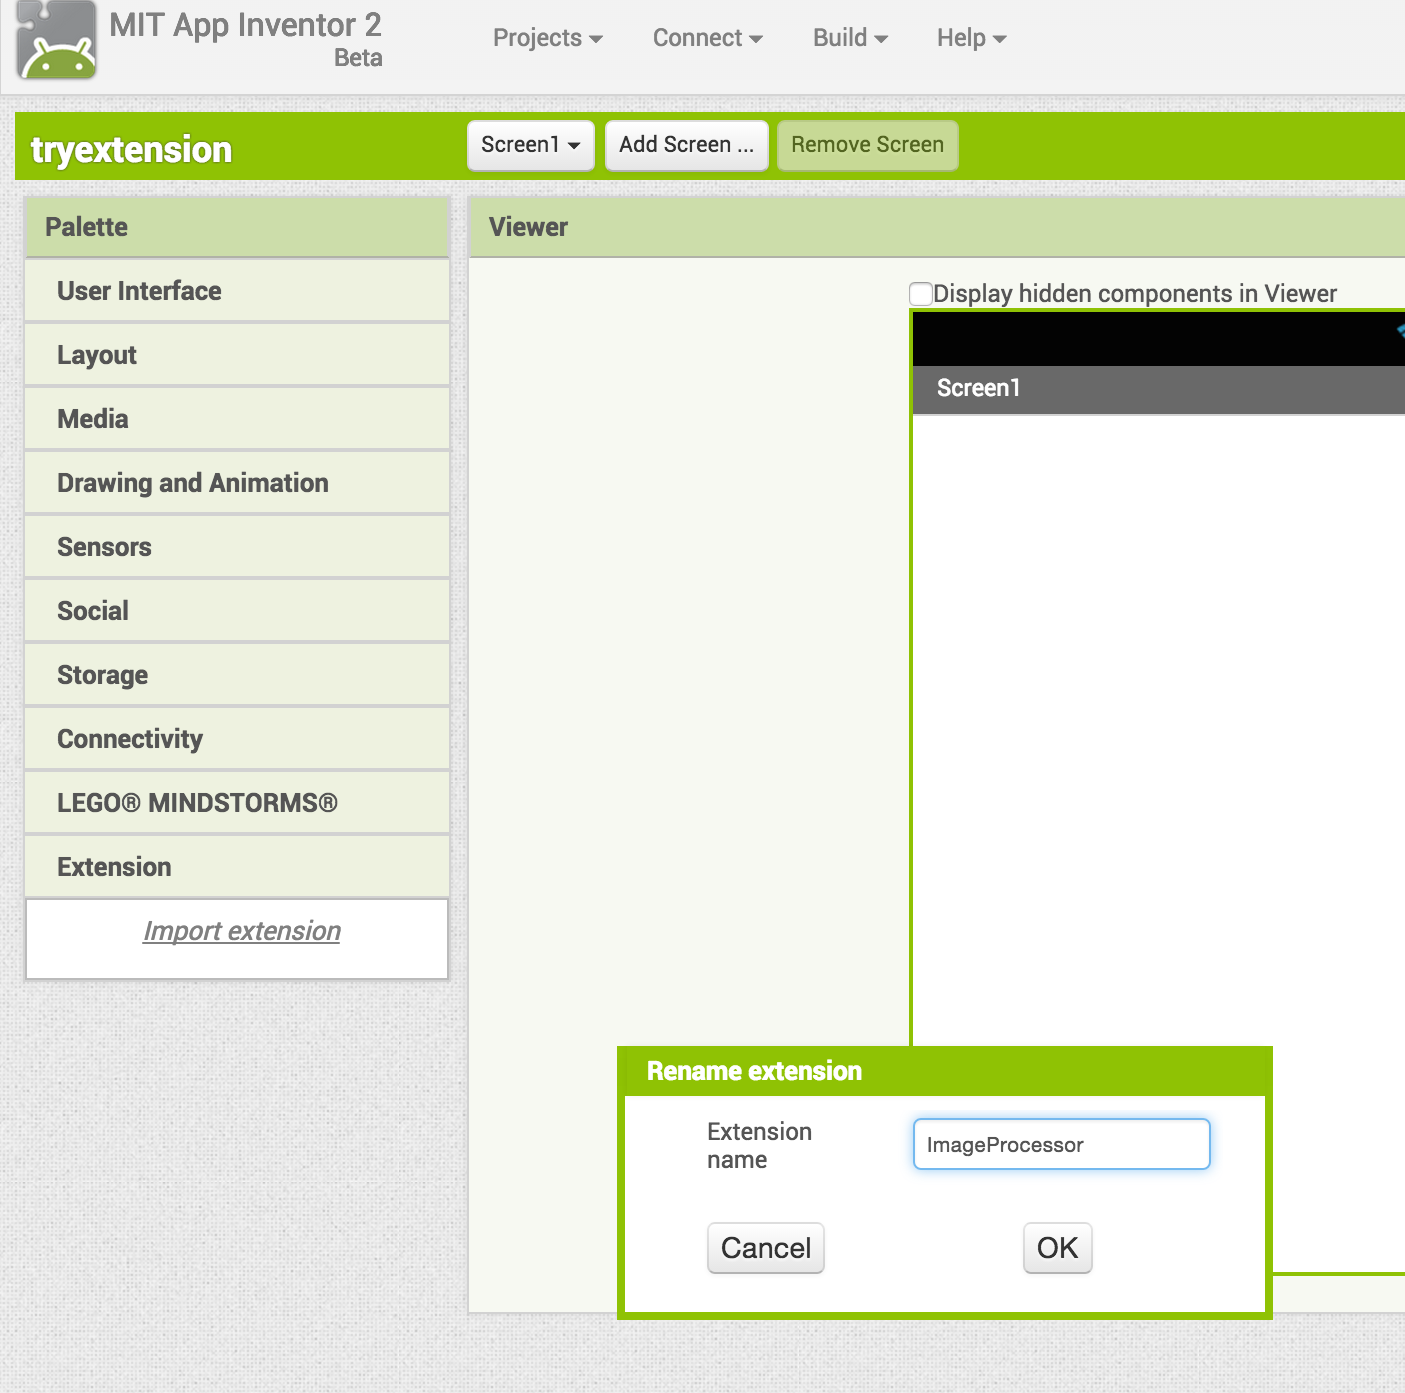 MIT App Inventor 2
Beta
Projects Connect Build Help
tryextension
Screen1 Add Screen ... Remove Screen
Palette
User Interface
Layout
Media
Drawing and Animation
Sensors
Social
Storage
Connectivity
LEGO® MINDSTORMS®
Extension
Import extension
Viewer
Display hidden components in Viewer
Screen1
Rename extension
Extension
name
ImageProcessor
Cancel OK